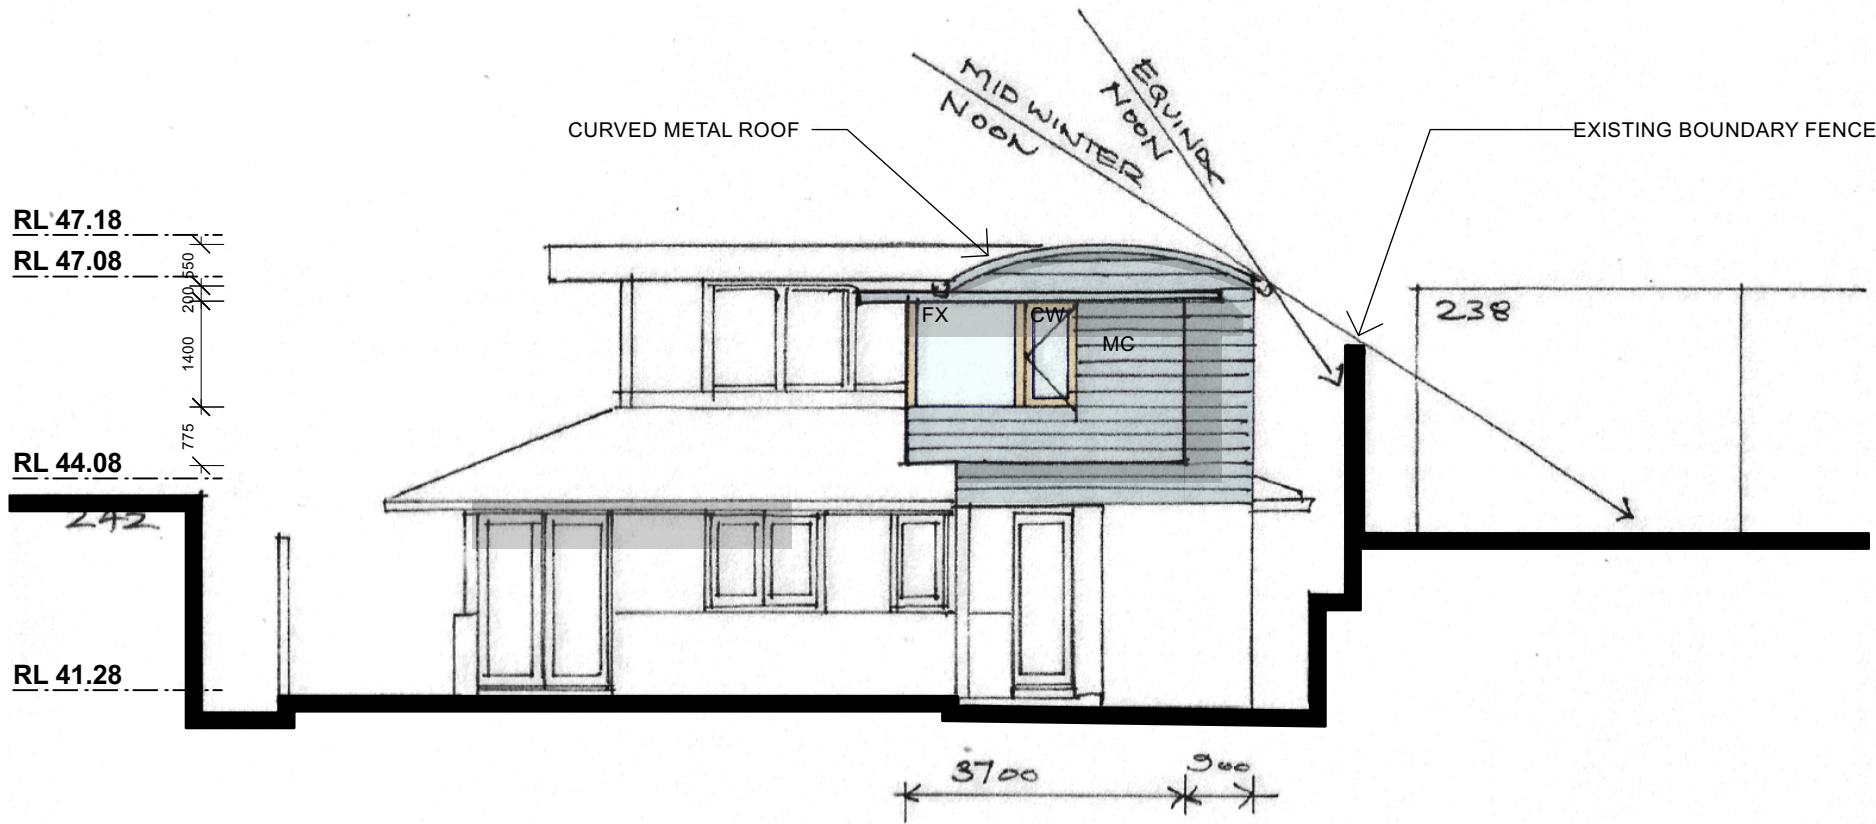 EQUINOX
NOON
MID WINTER
NOON
CURVED METAL ROOF
EXISTING BOUNDARY FENCE
RL 47.18
RL 47.08
550
200
1400
775
FX
CW
MC
238
RL 44.08
242
RL 41.28
3700
900